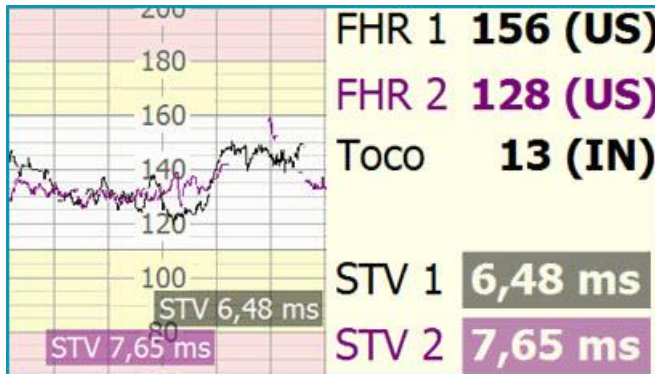 200
180
160
140
120
100
80
STV 6,48 ms
STV 7,65 ms
FHR 1 156 (US)
FHR 2 128 (US)
Toco 13 (IN)
STV 1 6,48 ms
STV 2 7,65 ms